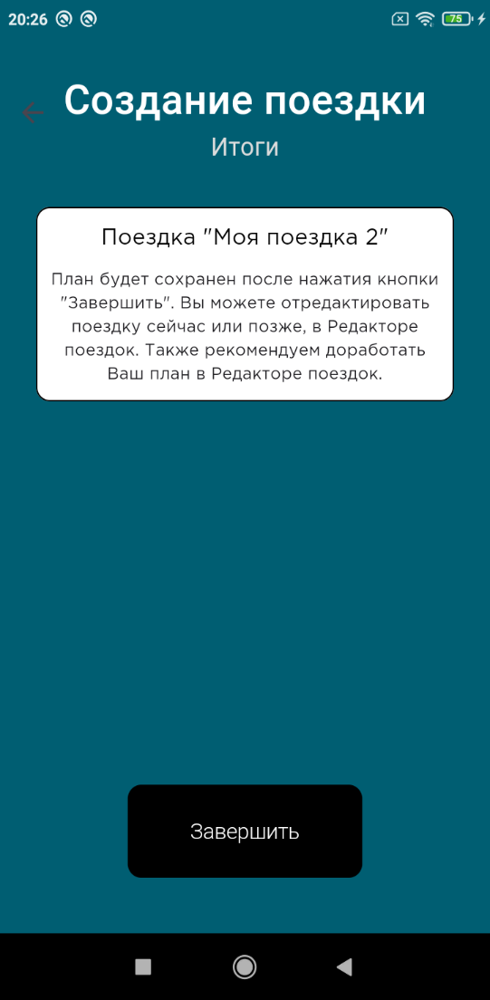 20:26
75
Создание поездки
Итоги
Поездка "Моя поездка 2"
План будет сохранен после нажатия кнопки
"Завершить". Вы можете отредактировать
поездку сейчас или позже, в Редакторе
поездок. Также рекомендуем доработать
Ваш план в Редакторе поездок.
Завершить